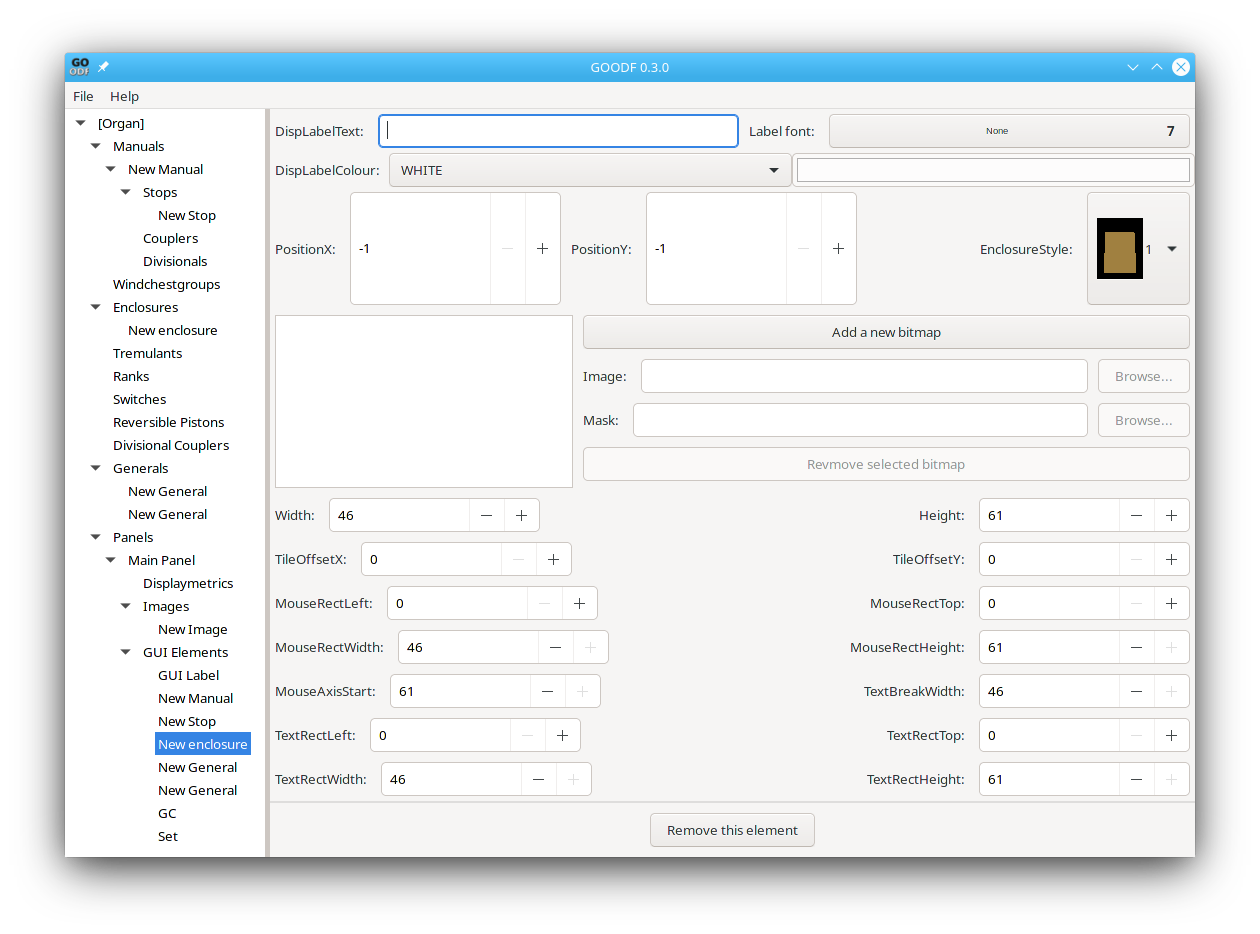 GO
ODF
GOODF 0.3.0
File Help
[Organ]
Manuals
New Manual
Stops
New Stop
Couplers
Divisionals
Windchestgroups
Enclosures
New enclosure
Tremulants
Ranks
Switches
Reversible Pistons
Divisional Couplers
Generals
New General
New General
Panels
Main Panel
Displaymetrics
Images
New Image
GUI Elements
GUI Label
New Manual
New Stop
New enclosure
New General
New General
GC
Set
DispLabelText: Label font: None 7
DispLabelColour: WHITE
PositionX: -1 PositionY: -1 EnclosureStyle: 1
Add a new bitmap
Image: Browse...
Mask: Browse...
Revmove selected bitmap
Width: 46 Height: 61
TileOffsetX: 0 TileOffsetY: 0
MouseRectLeft: 0 MouseRectTop: 0
MouseRectWidth: 46 MouseRectHeight: 61
MouseAxisStart: 61 TextBreakWidth: 46
TextRectLeft: 0 TextRectTop: 0
TextRectWidth: 46 TextRectHeight: 61
Remove this element